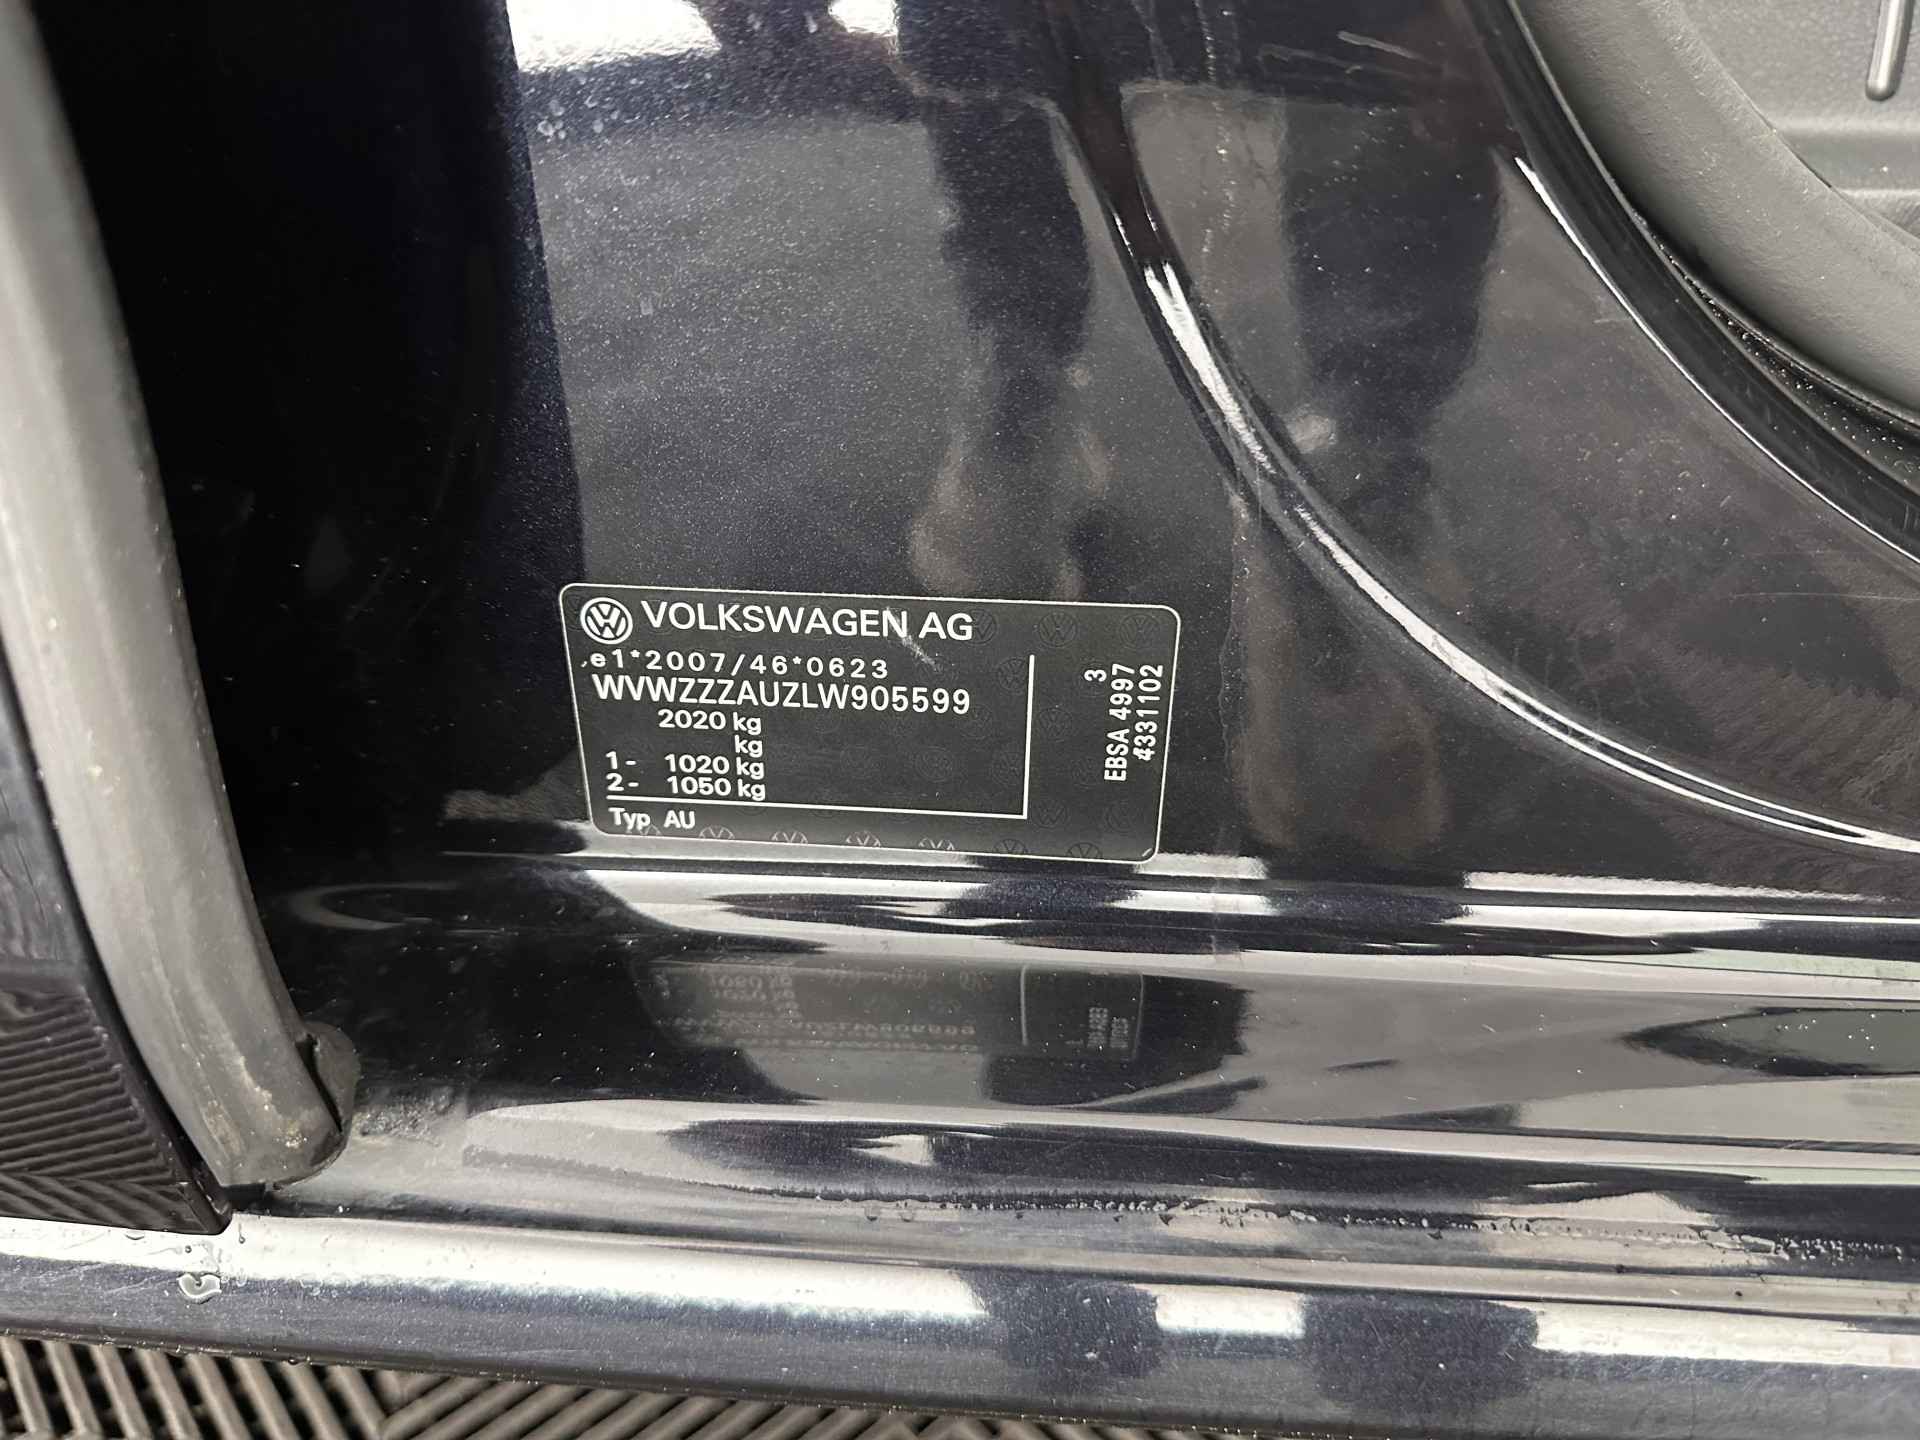 VOLKSWAGEN AG
e1*2007/46*0623
WVWZZZAUZLW905599
2020 kg
kg
1- 1020 kg
2- 1050 kg
Typ AU
3
EBSA 4997
4331102